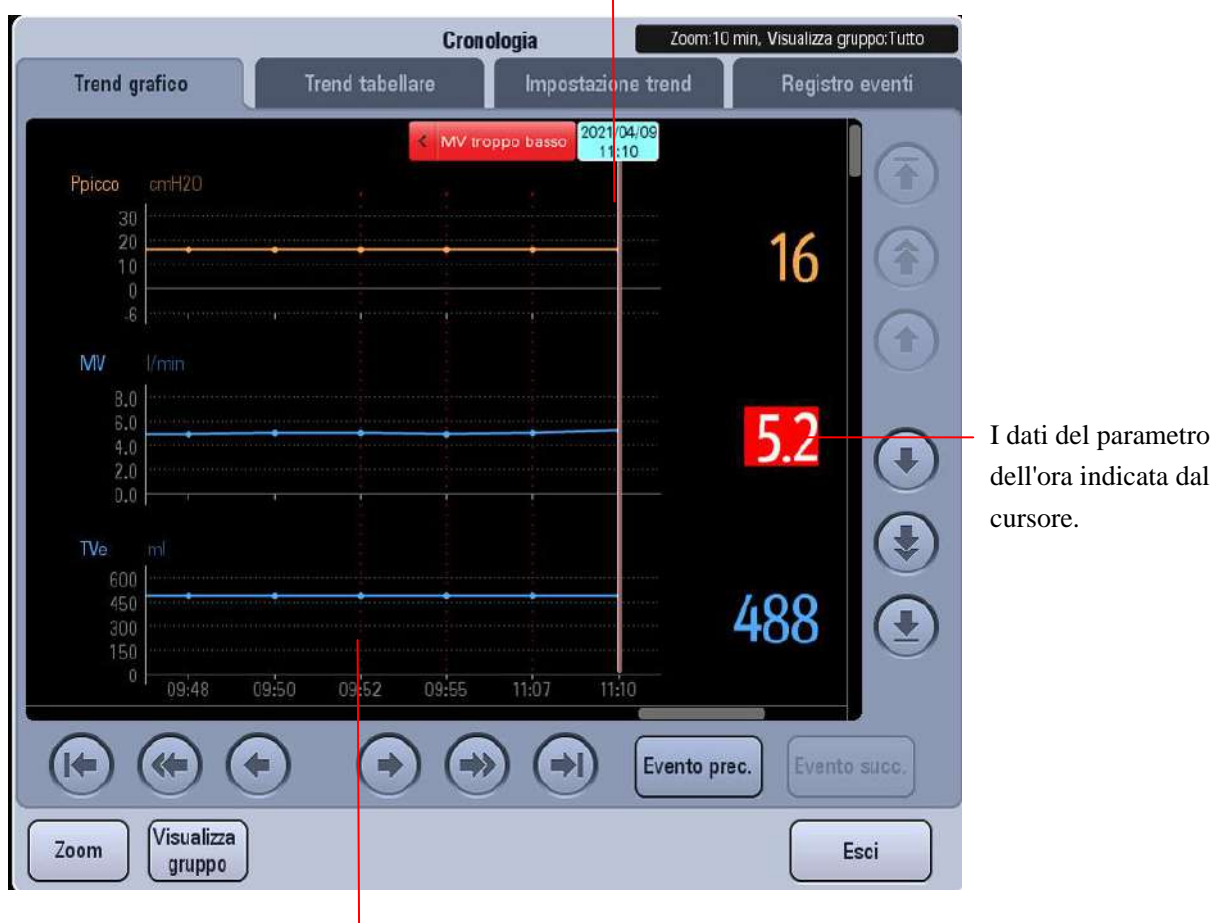 Cronologia
Zoom:10 min, Visualizza gruppo:Tutto
Trend grafico
Trend tabellare
Impostazione trend
Registro eventi
< MV troppo basso
2021/04/09
11:10
Ppicco cmH2O
30
20
10
0
-6
16
MV l/min
8.0
6.0
4.0
2.0
0.0
5.2
I dati del parametro
dell'ora indicata dal
cursore.
TVe ml
600
450
300
150
0
488
09:48 09:50 09:52 09:55 11:07 11:10
Evento prec.
Evento succ.
Zoom
Visualizza
gruppo
Esci